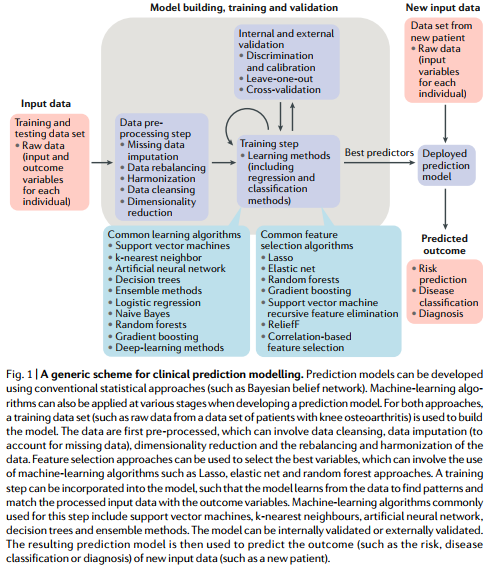 Model building, training and validation
New input data
Internal and external
validation
• Discrimination
and calibration
• Leave-one-out
• Cross-validation
Data set from
new patient
• Raw data
(input
variables
for each
individual)
Input data
Training and
testing data set
• Raw data
(input and
outcome
variables
for each
individual)
Data pre-
processing step
• Missing data
imputation
• Data rebalancing
• Harmonization
• Data cleansing
• Dimensionality
reduction
Training step
• Learning methods
(including
regression and
classification
methods)
Best predictors
Deployed
prediction
model
Common learning algorithms
• Support vector machines
• k-nearest neighbor
• Artificial neural network
• Decision trees
• Ensemble methods
• Logistic regression
• Naive Bayes
• Random forests
• Gradient boosting
• Deep-learning methods
Common feature
selection algorithms
• Lasso
• Elastic net
• Random forests
• Gradient boosting
• Support vector machine
recursive feature elimination
• ReliefF
• Correlation-based
feature selection
Predicted
outcome
• Risk
prediction
• Disease
classification
• Diagnosis
Fig. 1 | A generic scheme for clinical prediction modelling. Prediction models can be developed
using conventional statistical approaches (such as Bayesian belief network). Machine-learning algo-
rithms can also be applied at various stages when developing a prediction model. For both approaches,
a training data set (such as raw data from a data set of patients with knee osteoarthritis) is used to build
the model. The data are first pre-processed, which can involve data cleansing, data imputation (to
account for missing data), dimensionality reduction and the rebalancing and harmonization of the
data. Feature selection approaches can be used to select the best variables, which can involve the use
of machine-learning algorithms such as Lasso, elastic net and random forest approaches. A training
step can be incorporated into the model, such that the model learns from the data to find patterns and
match the processed input data with the outcome variables. Machine-learning algorithms commonly
used for this step include support vector machines, k-nearest neighbours, artificial neural network,
decision trees and ensemble methods. The model can be internally validated or externally validated.
The resulting prediction model is then used to predict the outcome (such as the risk, disease
classification or diagnosis) of new input data (such as a new patient).